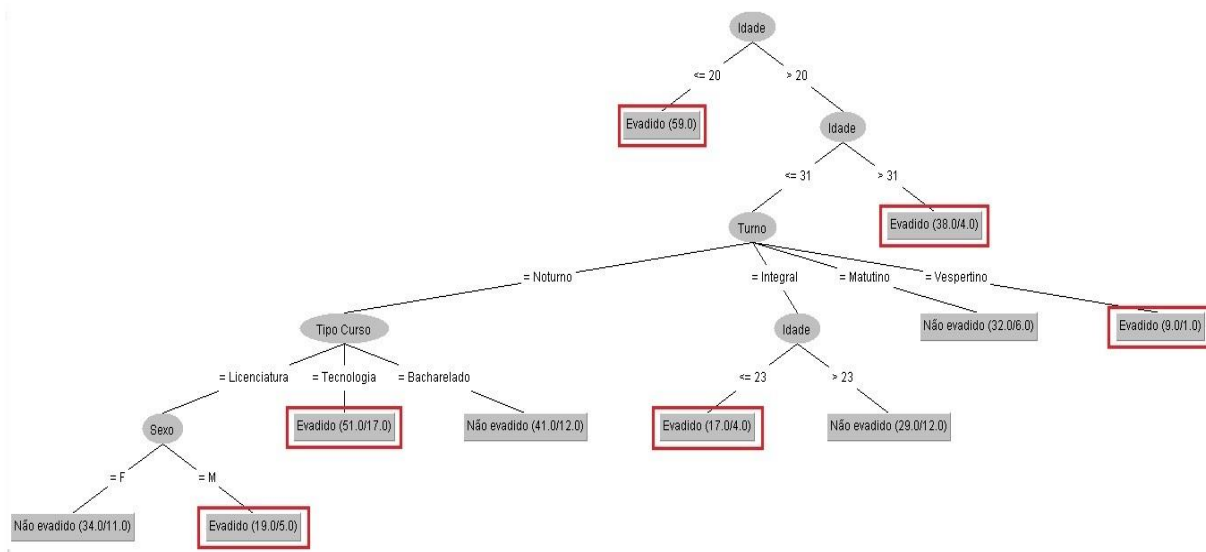 Idade
<= 20
> 20
Evadido (59.0)
Idade
<= 31
> 31
Turno
Evadido (38.0/4.0)
= Noturno
= Integral
= Matutino
= Vespertino
Tipo Curso
Idade
Não evadido (32.0/6.0)
Evadido (9.0/1.0)
= Licenciatura
= Tecnologia
= Bacharelado
<= 23
> 23
Sexo
Evadido (51.0/17.0)
Não evadido (41.0/12.0)
Evadido (17.0/4.0)
Não evadido (29.0/12.0)
= F
= M
Não evadido (34.0/11.0)
Evadido (19.0/5.0)